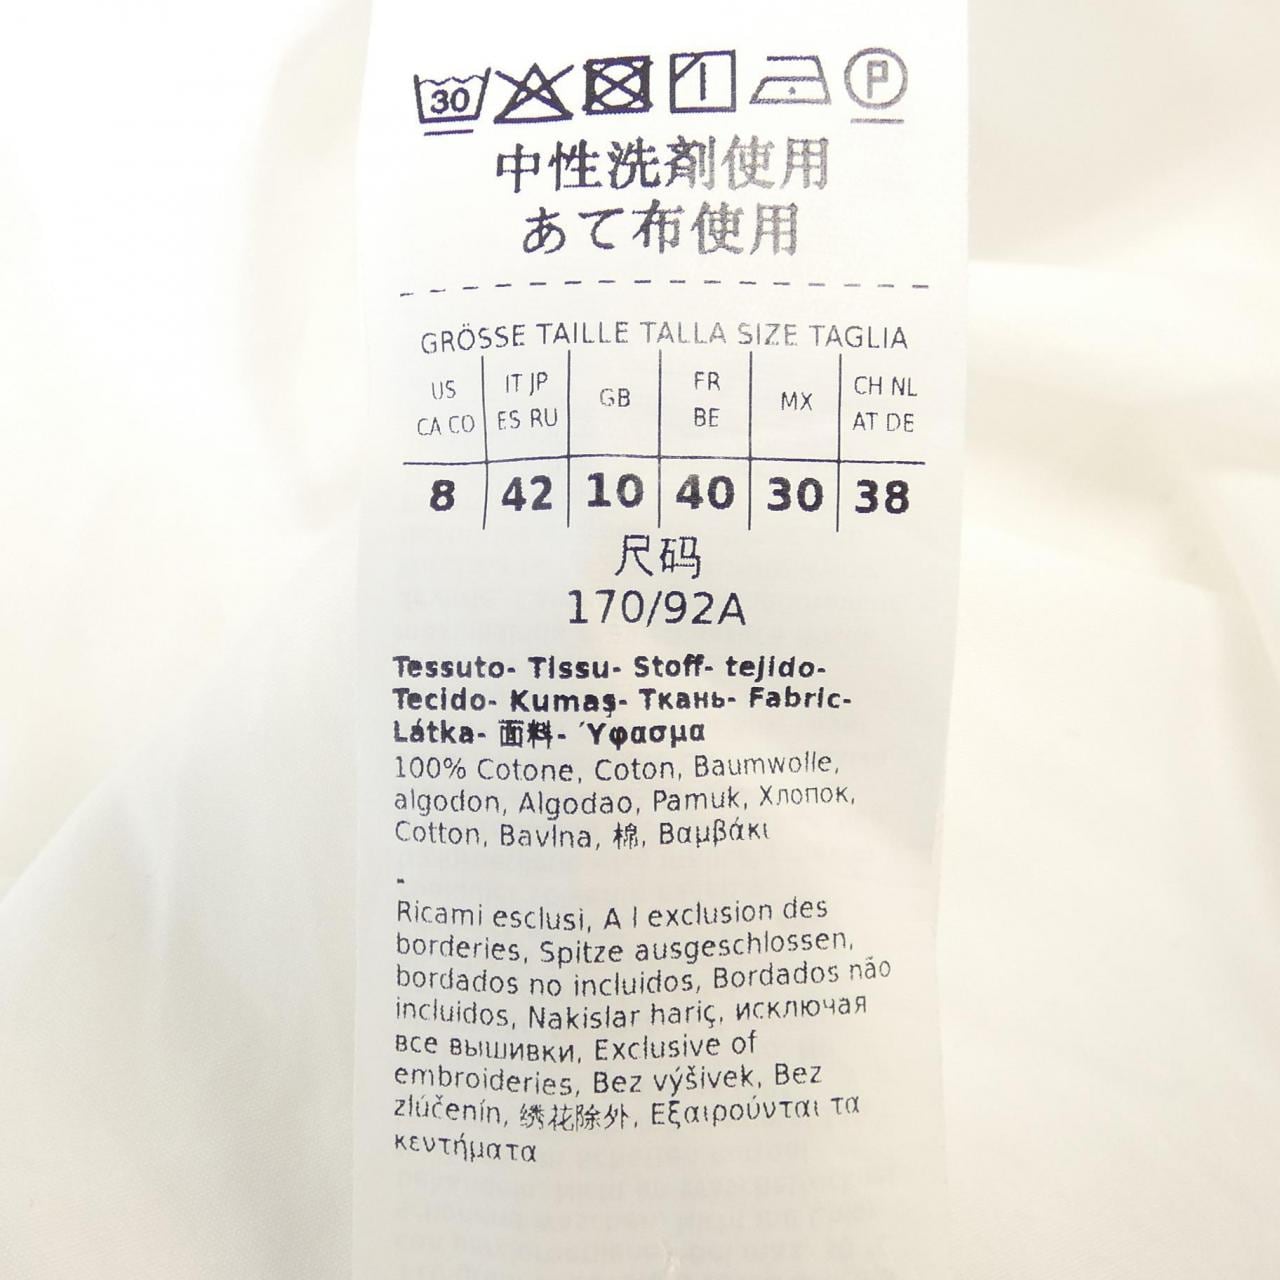 30 P
中性洗剤使用
あて布使用
GRÖSSE TAILLE TALLA SIZE TAGLIA
US CA CO
IT JP ES RU
GB
FR BE
MX
CH NL AT DE
8 42 10 40 30 38
尺码
170/92A
Tessuto- Tissu- Stoff- tejido-
Tecido- Kumaş- Ткань- Fabric-
Látka- 面料- Ύφασμα
100% Cotone, Coton, Baumwolle,
algodon, Algodao, Pamuk, Хлопок,
Cotton, Bavlna, 棉, Βαμβάκι
-
Ricami esclusi, A l exclusion des
borderies, Spitze ausgeschlossen,
bordados no incluidos, Bordados não
incluidos, Nakislar hariç, исключая
все вышивки, Exclusive of
embroideries, Bez výšivek, Bez
zlúčenín, 绣花除外, Εξαιρούνται τα
κεντήματα